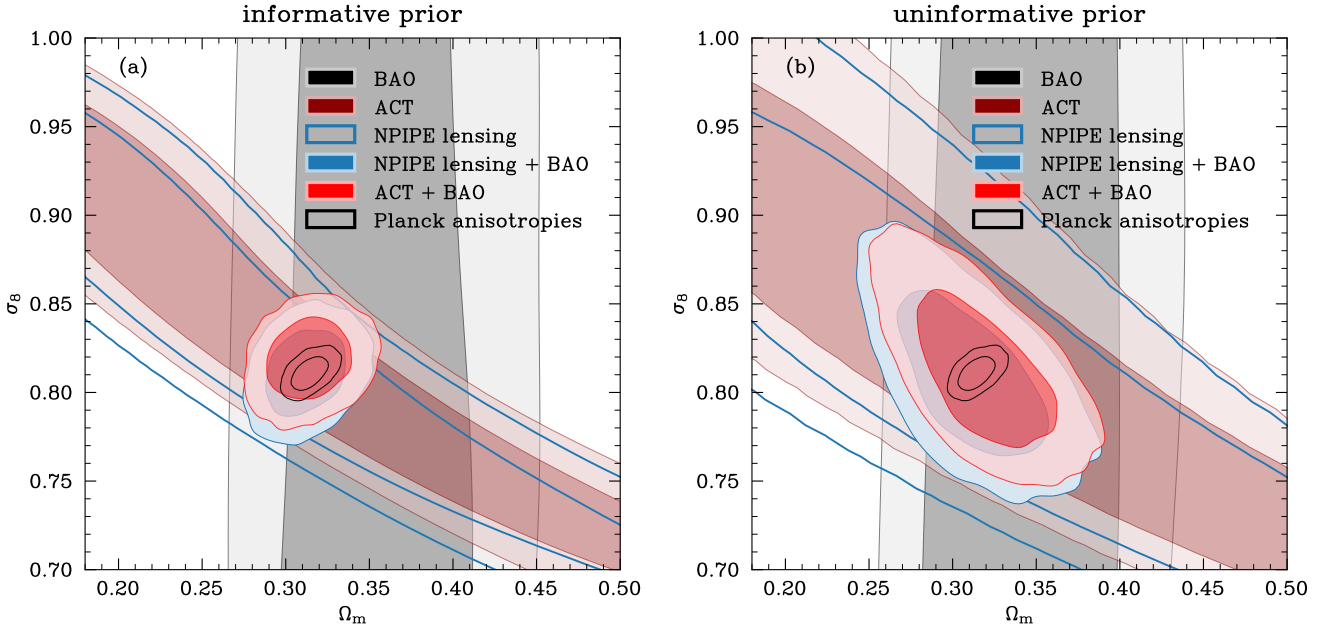 informative prior
(a)
BAO
ACT
NPIPE lensing
NPIPE lensing + BAO
ACT + BAO
Planck anisotropies
1.00
0.95
0.90
0.85
0.80
0.75
0.70
σ8
0.20 0.25 0.30 0.35 0.40 0.45 0.50
Ωm
uninformative prior
(b)
BAO
ACT
NPIPE lensing
NPIPE lensing + BAO
ACT + BAO
Planck anisotropies
1.00
0.95
0.90
0.85
0.80
0.75
0.70
σ8
0.20 0.25 0.30 0.35 0.40 0.45 0.50
Ωm